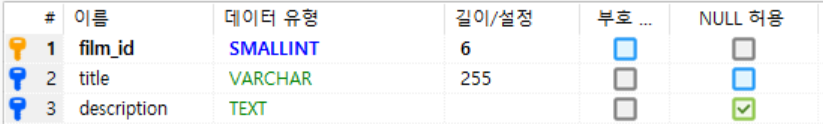 # 이름 데이터 유형 길이/설정 부호 ... NULL 허용
1 film_id SMALLINT 6
2 title VARCHAR 255
3 description TEXT